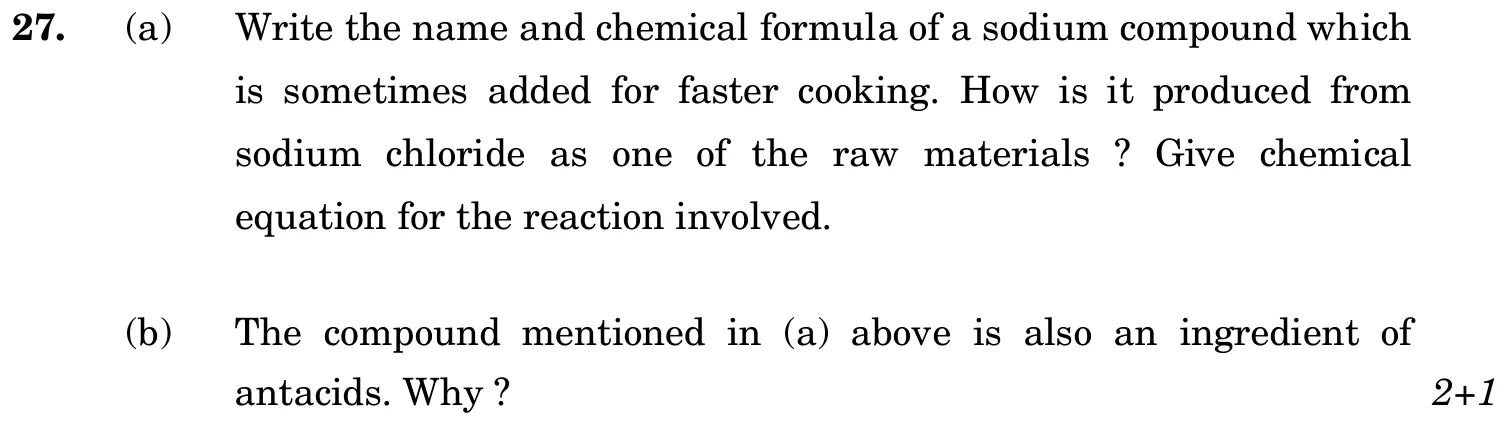 27. (a) Write the name and chemical formula of a sodium compound which
is sometimes added for faster cooking. How is it produced from
sodium chloride as one of the raw materials ? Give chemical
equation for the reaction involved.
(b) The compound mentioned in (a) above is also an ingredient of
antacids. Why ? 2+1